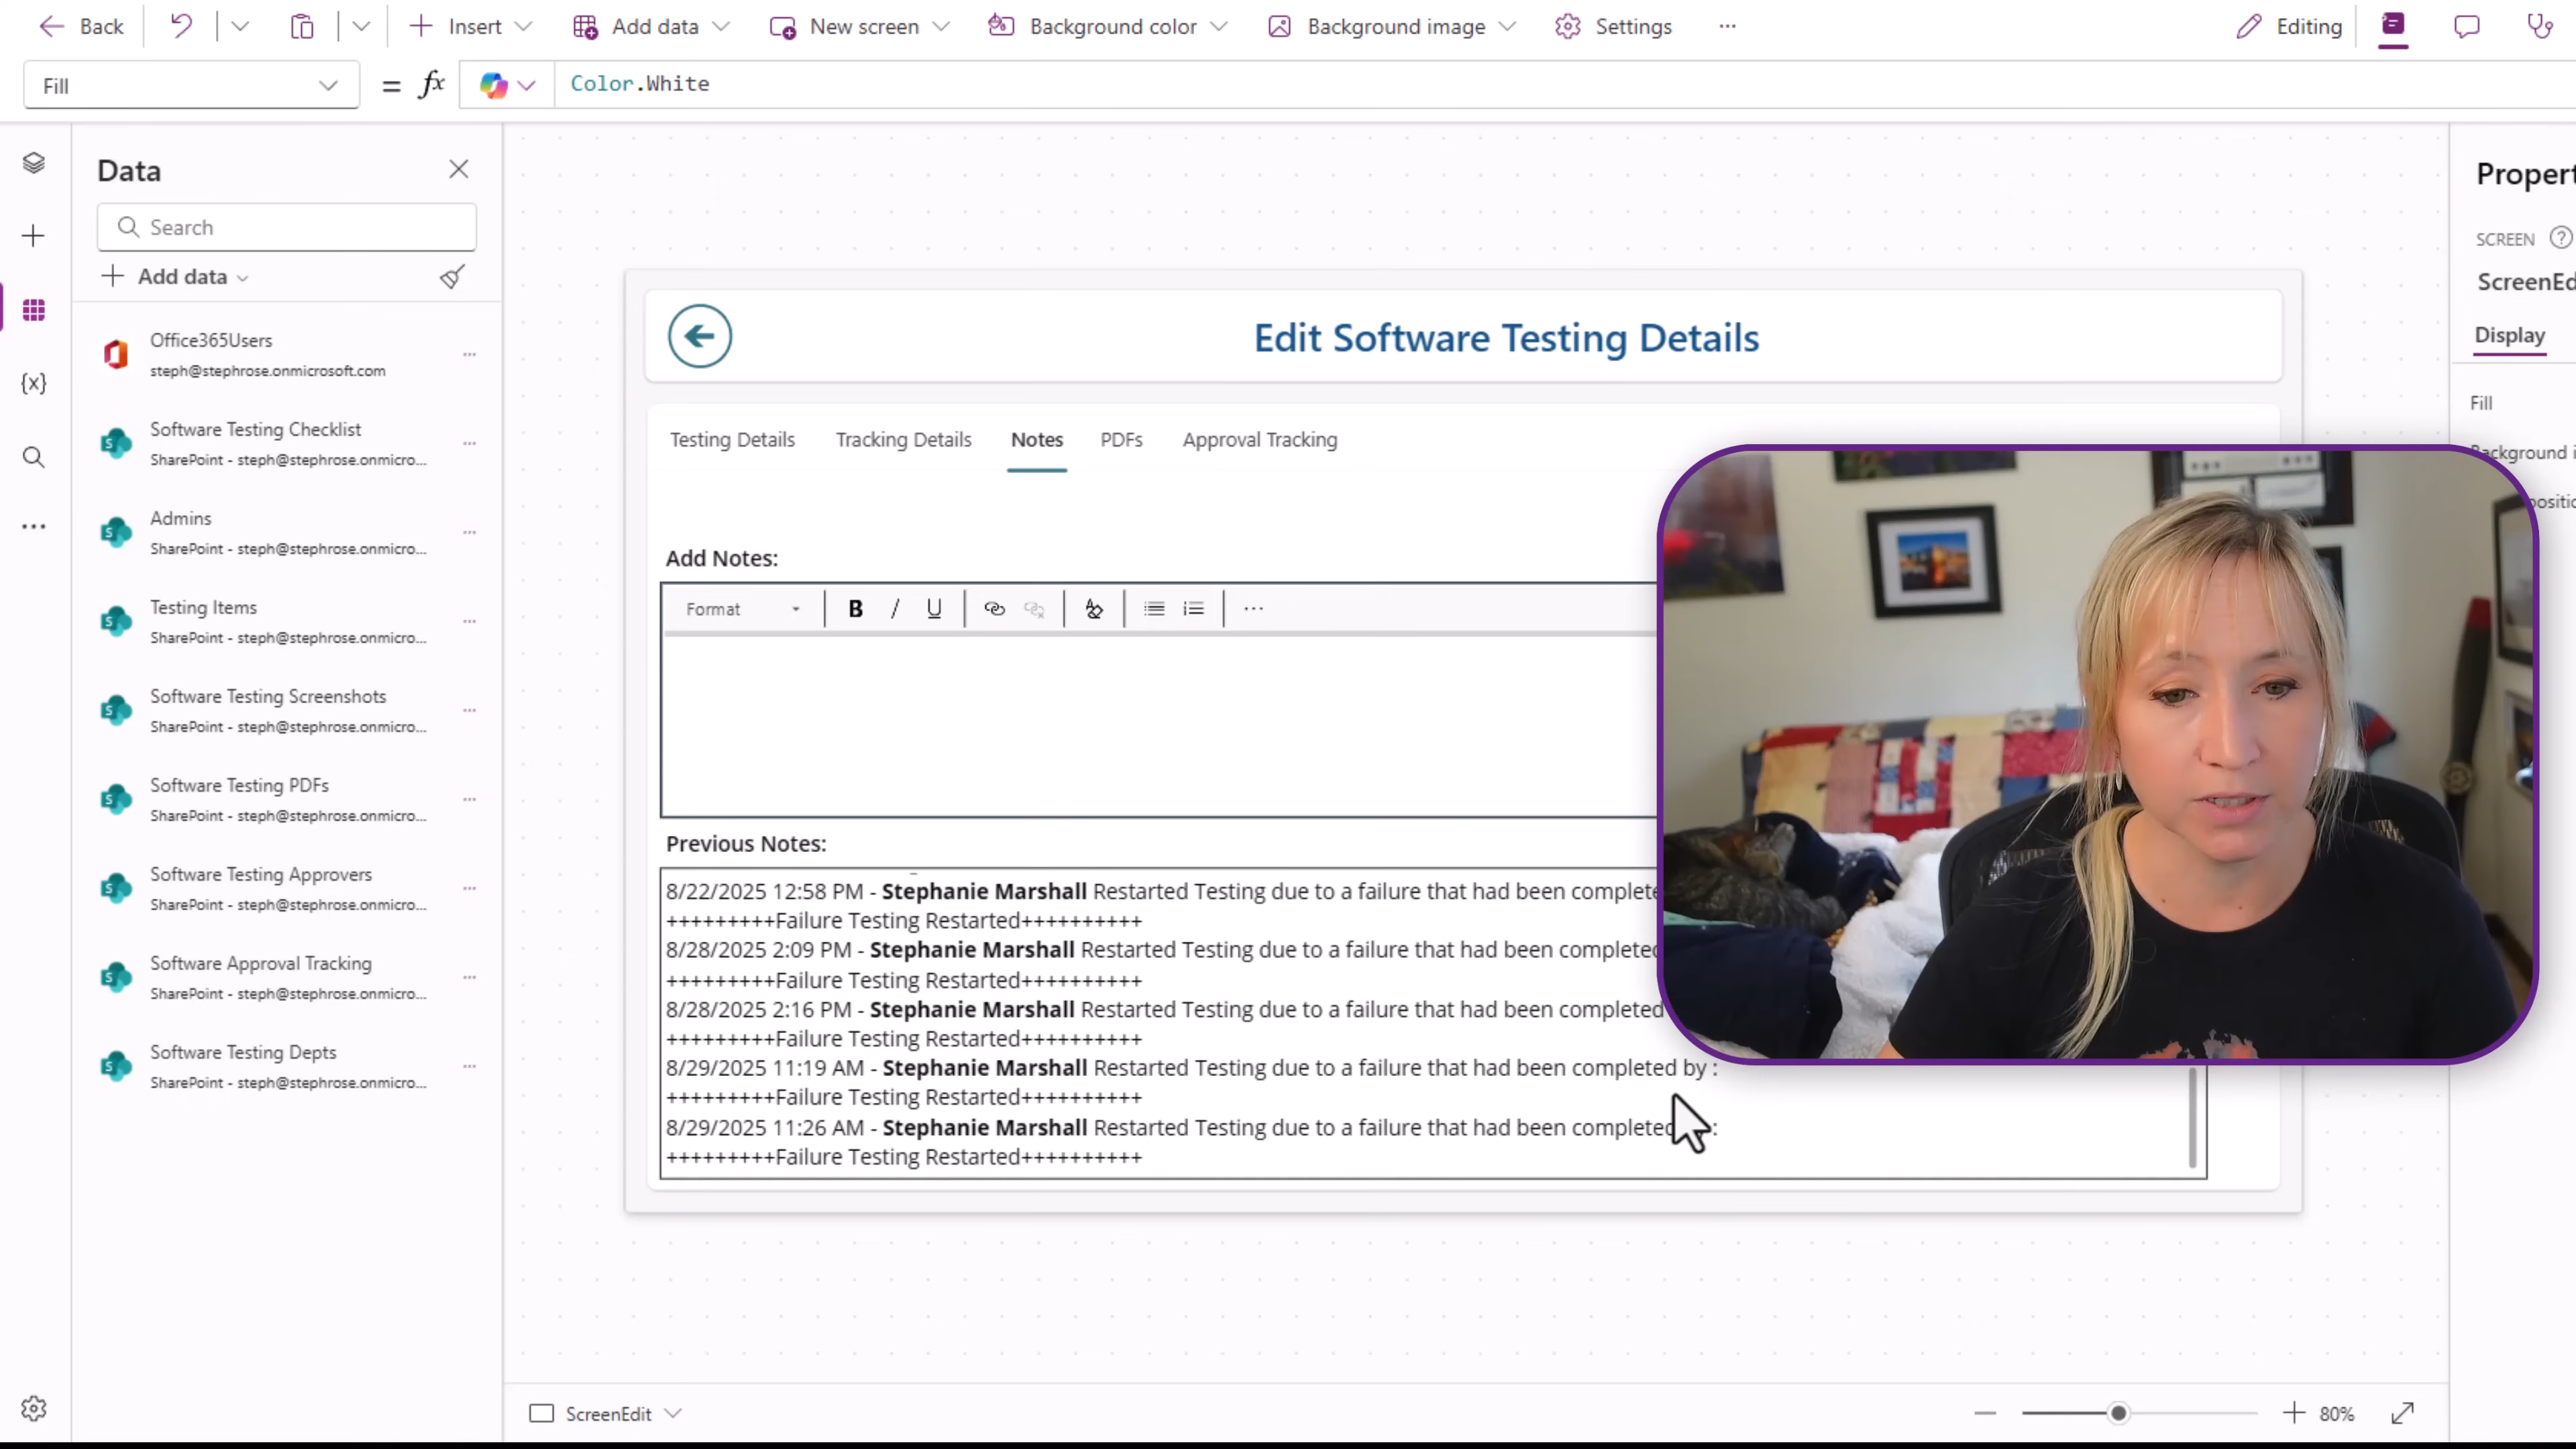 Back
Insert
Add data
New screen
Background color
Background image
Settings
...
Editing
Fill
= fx
Color.White
Data
Search
Add data
Office365Users
steph@stephrose.onmicrosoft.com
Software Testing Checklist
SharePoint - steph@stephrose.onmicro...
Admins
SharePoint - steph@stephrose.onmicro...
Testing Items
SharePoint - steph@stephrose.onmicro...
Software Testing Screenshots
SharePoint - steph@stephrose.onmicro...
Software Testing PDFs
SharePoint - steph@stephrose.onmicro...
Software Testing Approvers
SharePoint - steph@stephrose.onmicro...
Software Approval Tracking
SharePoint - steph@stephrose.onmicro...
Software Testing Depts
SharePoint - steph@stephrose.onmicro...
Edit Software Testing Details
Testing Details
Tracking Details
Notes
PDFs
Approval Tracking
Add Notes:
Format
B / U
Previous Notes:
8/22/2025 12:58 PM - Stephanie Marshall Restarted Testing due to a failure that had been complete
+++++++++Failure Testing Restarted++++++++++
8/28/2025 2:09 PM - Stephanie Marshall Restarted Testing due to a failure that had been completed
+++++++++Failure Testing Restarted++++++++++
8/28/2025 2:16 PM - Stephanie Marshall Restarted Testing due to a failure that had been completed
+++++++++Failure Testing Restarted++++++++++
8/29/2025 11:19 AM - Stephanie Marshall Restarted Testing due to a failure that had been completed by :
+++++++++Failure Testing Restarted++++++++++
8/29/2025 11:26 AM - Stephanie Marshall Restarted Testing due to a failure that had been completed :
+++++++++Failure Testing Restarted++++++++++
Propert
SCREEN
ScreenEd
Display
Fill
ackground i
positio
ScreenEdit
80%